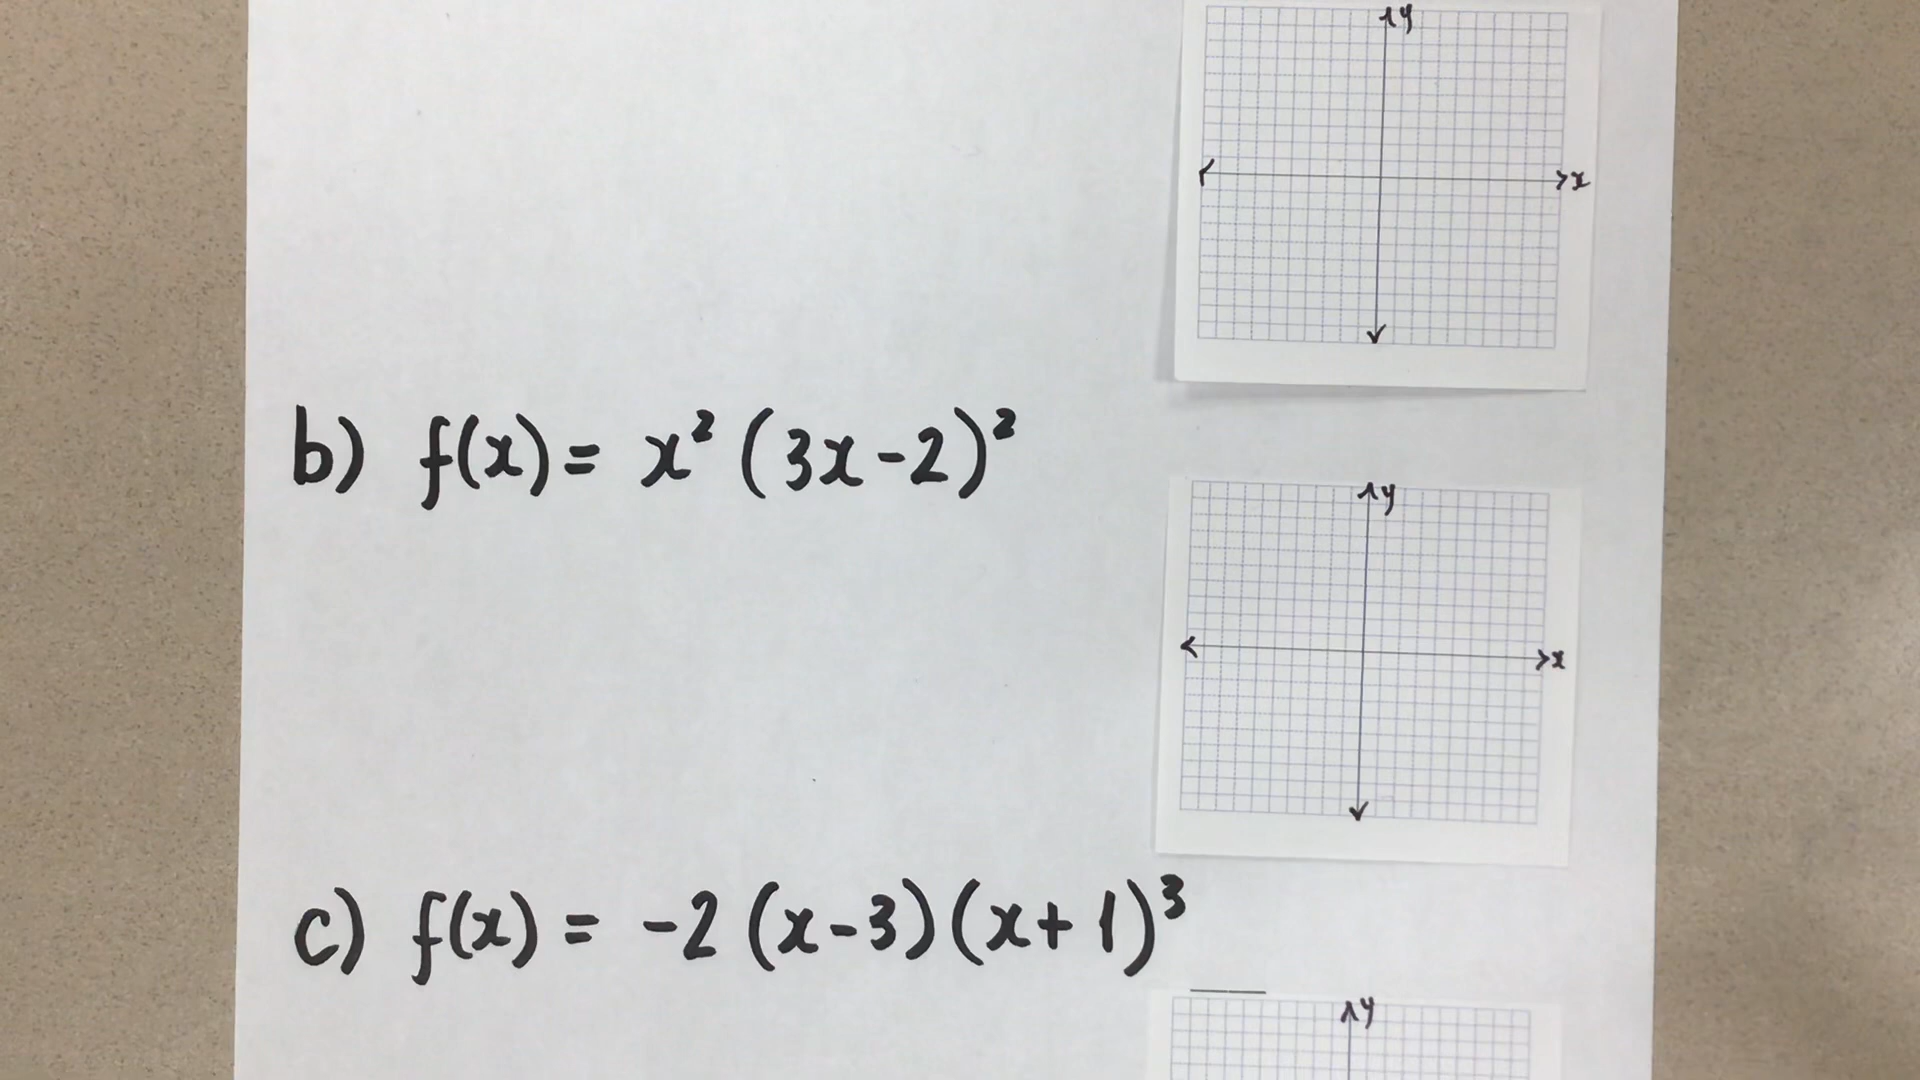 y
x
b) f(x) = x² (3x-2)²
y
x
c) f(x) = -2 (x-3)(x+1)³
y